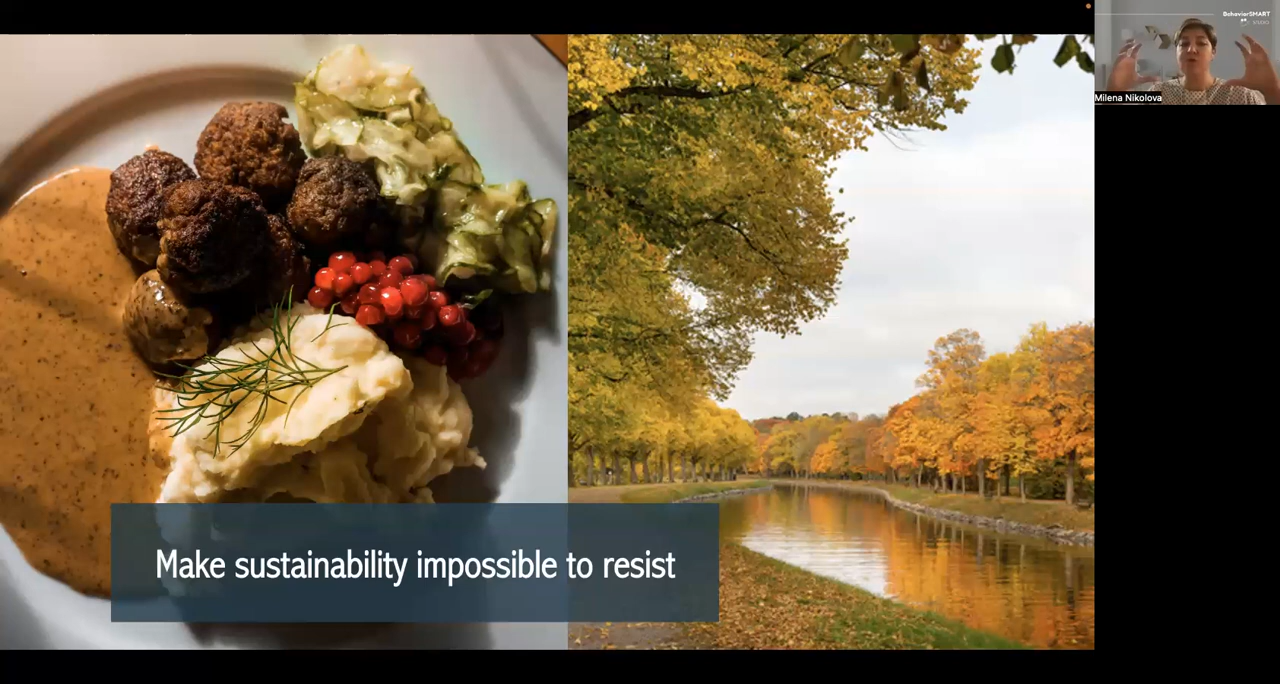 BehaviorSMART
Milena Nikolova
Make sustainability impossible to resist